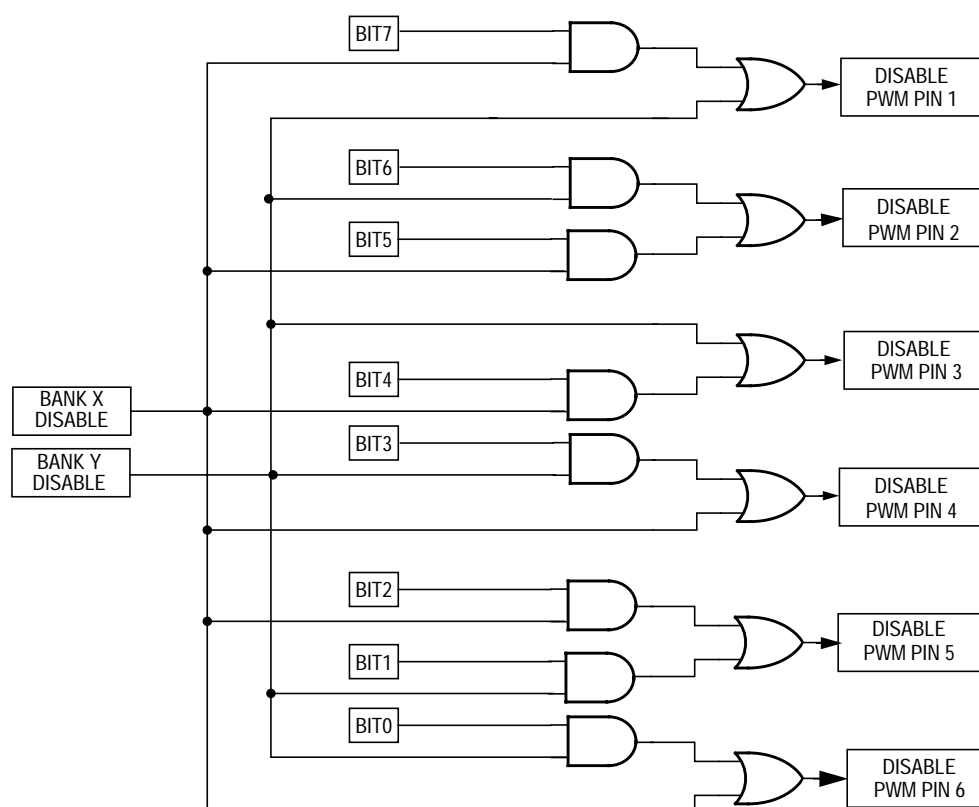 BIT7
DISABLE
PWM PIN 1
BIT6
DISABLE
PWM PIN 2
BIT5
DISABLE
PWM PIN 3
BIT4
BANK X
DISABLE
BIT3
BANK Y
DISABLE
DISABLE
PWM PIN 4
BIT2
DISABLE
PWM PIN 5
BIT1
BIT0
DISABLE
PWM PIN 6